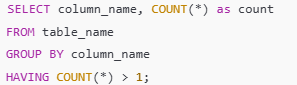 SELECT column_name, COUNT(*) as count
FROM table_name
GROUP BY column_name
HAVING COUNT(*) > 1;